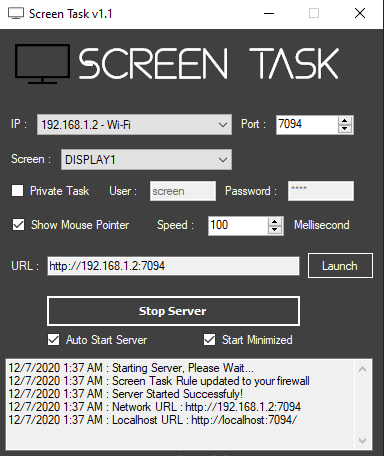 Screen Task v1.1
SCREEN TASK
IP : 192.168.1.2 - Wi-Fi Port : 7094
Screen : DISPLAY1
Private Task User : screen Password : ****
Show Mouse Pointer Speed : 100 Mellisecond
URL : http://192.168.1.2:7094 Launch
Stop Server
Auto Start Server Start Minimized
12/7/2020 1:37 AM : Starting Server, Please Wait...
12/7/2020 1:37 AM : Screen Task Rule updated to your firewall
12/7/2020 1:37 AM : Server Started Successfuly!
12/7/2020 1:37 AM : Network URL : http://192.168.1.2:7094
12/7/2020 1:37 AM : Localhost URL : http://localhost:7094/